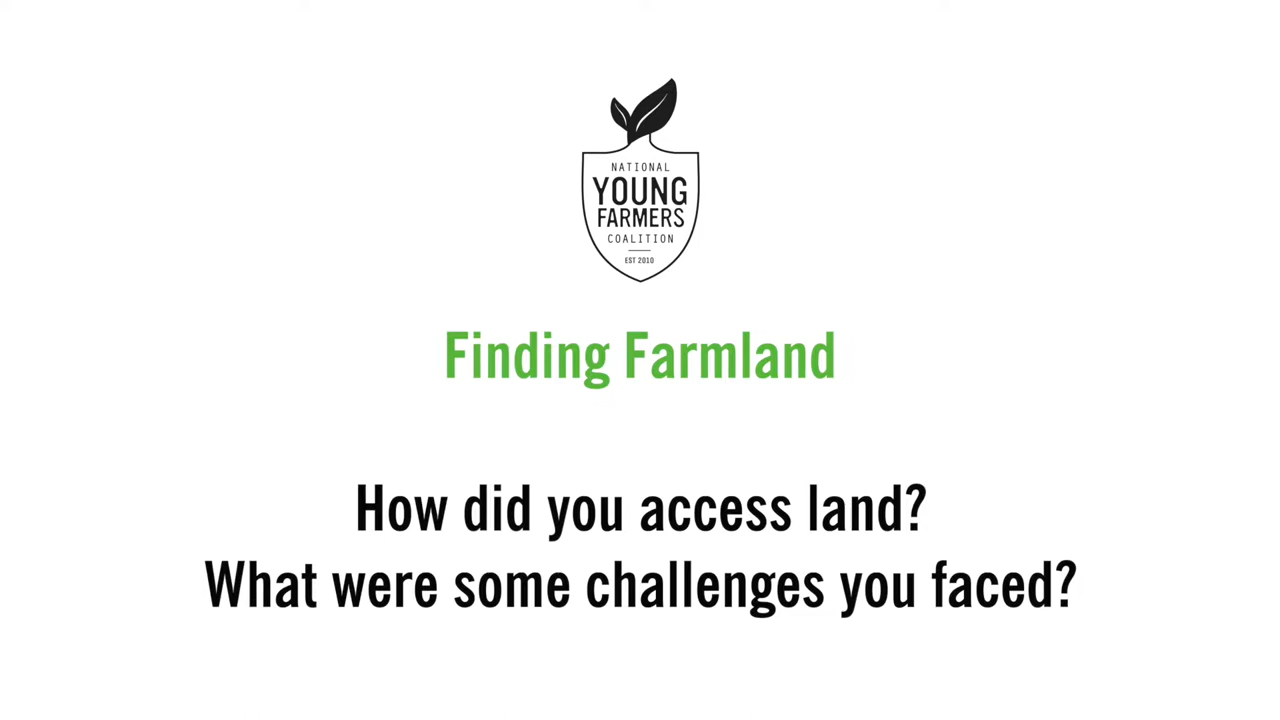 NATIONAL
YOUNG
FARMERS
COALITION
EST 2010
Finding Farmland
How did you access land?
What were some challenges you faced?